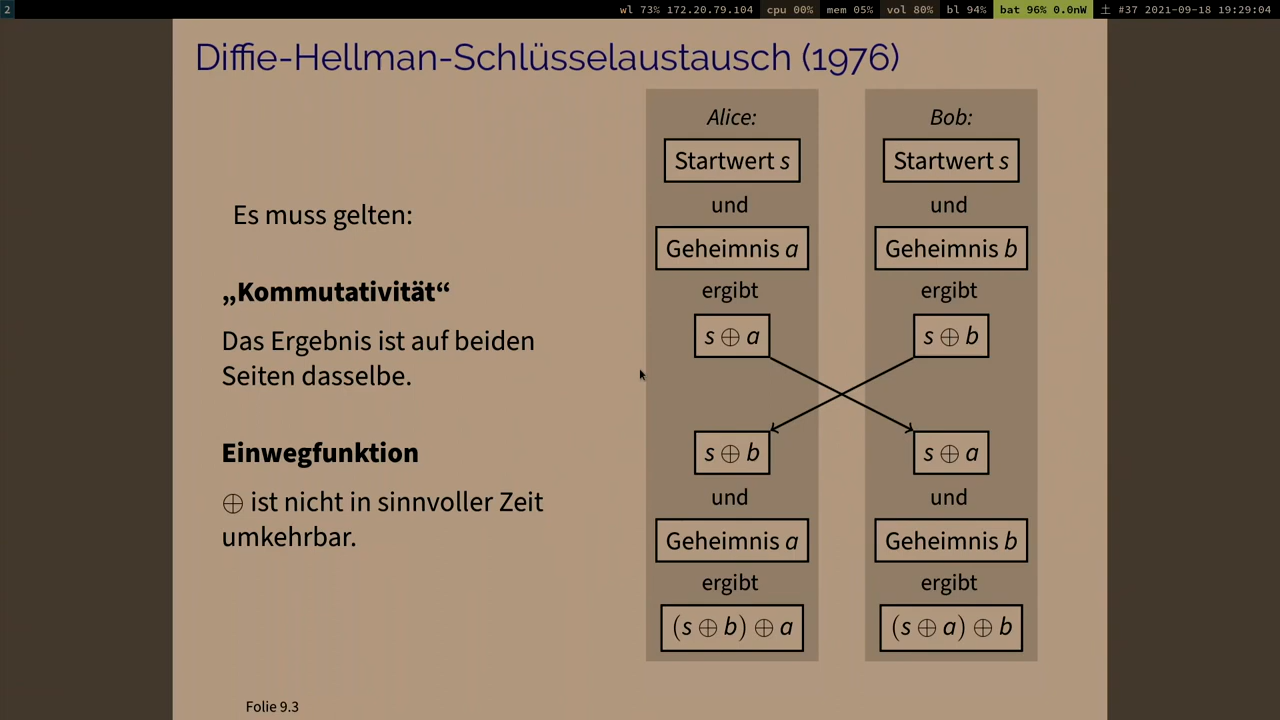 2
wl 73% 172.20.79.104 cpu 00% mem 05% vol 80% bl 94% bat 96% 0.0nW 土 #37 2021-09-18 19:29:04
Diffie-Hellman-Schlüsselaustausch (1976)
Es muss gelten:
„Kommutativität“
Das Ergebnis ist auf beiden
Seiten dasselbe.
Einwegfunktion
⊕ ist nicht in sinnvoller Zeit
umkehrbar.
Alice:
Startwert s
und
Geheimnis a
ergibt
s ⊕ a
s ⊕ b
und
Geheimnis a
ergibt
(s ⊕ b) ⊕ a
Bob:
Startwert s
und
Geheimnis b
ergibt
s ⊕ b
s ⊕ a
und
Geheimnis b
ergibt
(s ⊕ a) ⊕ b
Folie 9.3